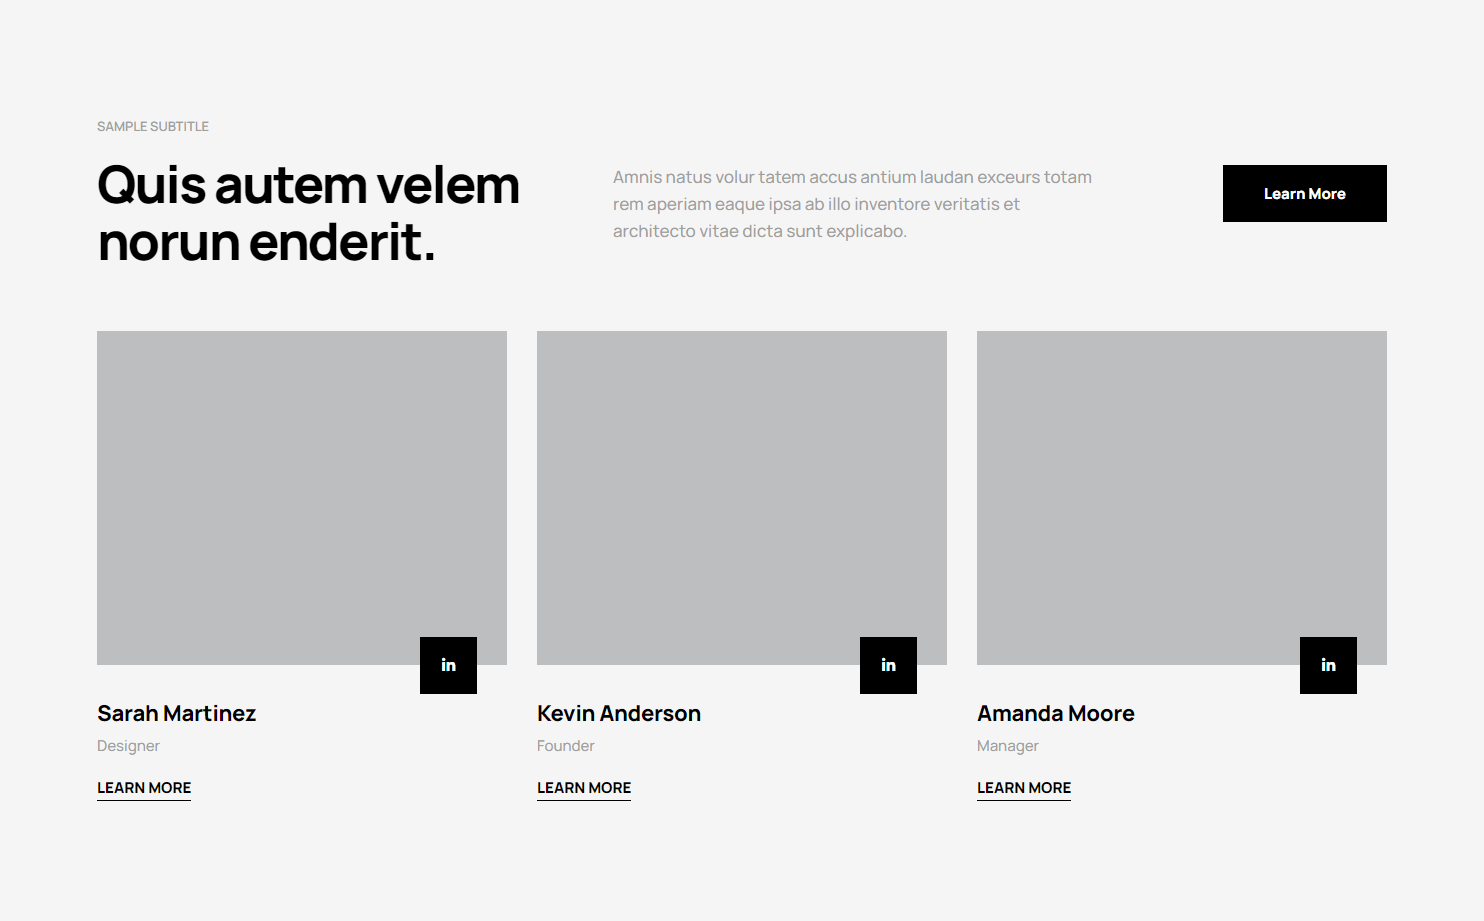 SAMPLE SUBTITLE
Quis autem velem
norun enderit.
Amnis natus volur tatem accus antium laudan exceurs totam
rem aperiam eaque ipsa ab illo inventore veritatis et
architecto vitae dicta sunt explicabo.
Learn More
in
in
in
Sarah Martinez
Designer
LEARN MORE
Kevin Anderson
Founder
LEARN MORE
Amanda Moore
Manager
LEARN MORE